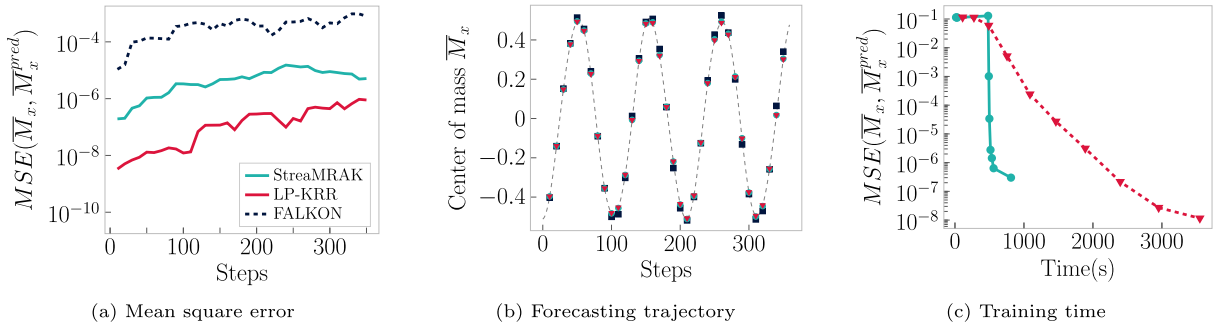 MSE(M̅ₓ, M̅ₓᵖʳᵉᵈ)
10⁻⁴
10⁻⁶
10⁻⁸
10⁻¹⁰
StreaMRAK
LP-KRR
FALKON
0 100 200 300
Steps
(a) Mean square error
Center of mass M̅ₓ
0.4
0.2
0
−0.2
−0.4
0 100 200 300
Steps
(b) Forecasting trajectory
MSE(M̅ₓ, M̅ₓᵖʳᵉᵈ)
10⁻¹
10⁻²
10⁻³
10⁻⁴
10⁻⁵
10⁻⁶
10⁻⁷
10⁻⁸
0 1000 2000 3000
Time(s)
(c) Training time